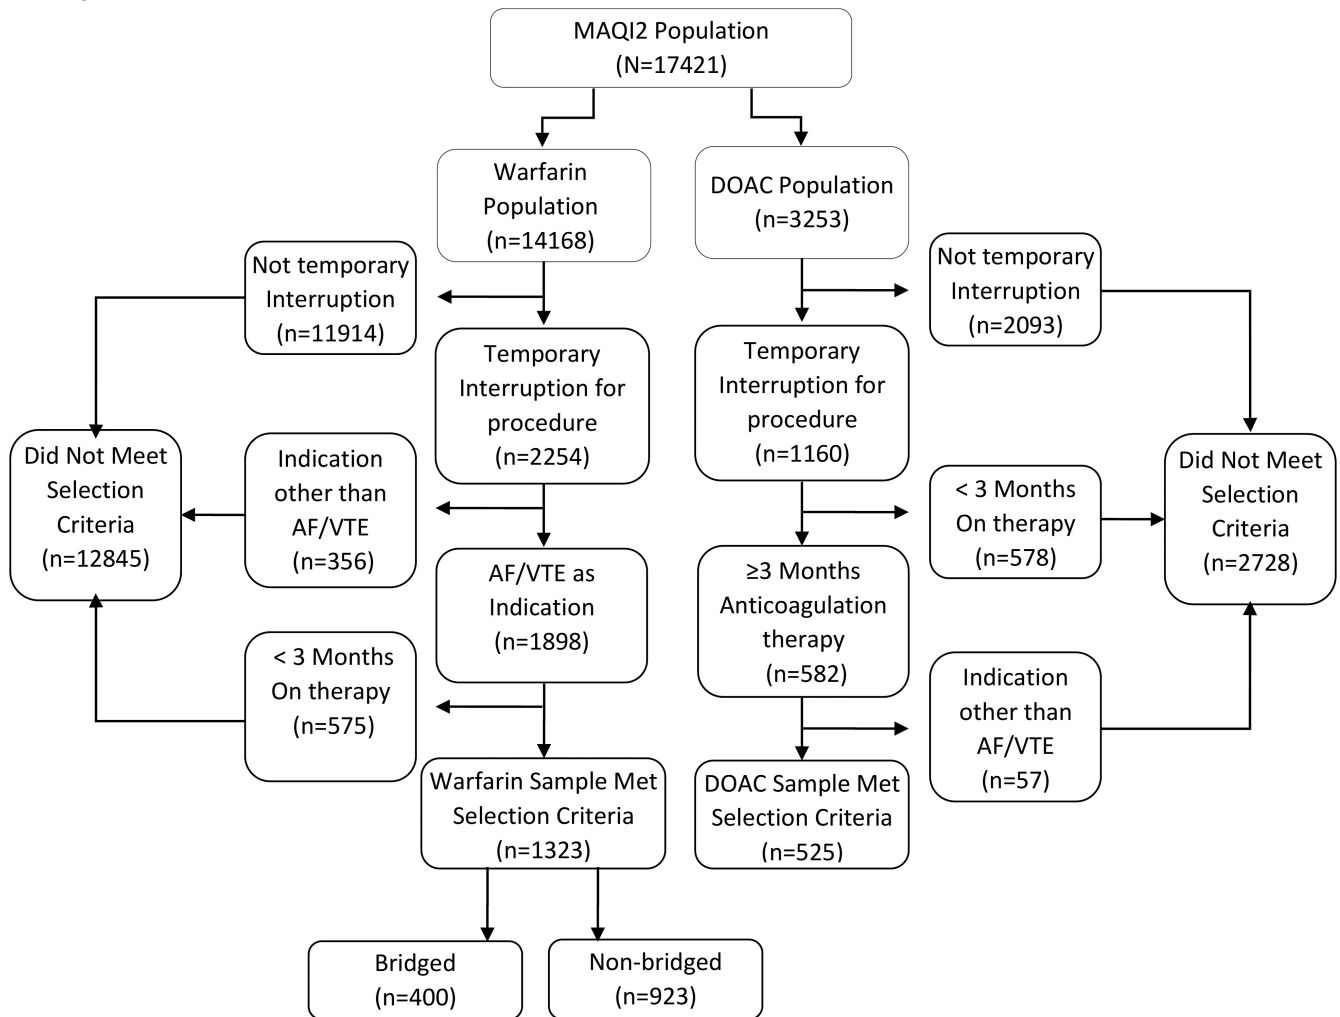 MAQI2 Population
(N=17421)
Warfarin
Population
(n=14168)
DOAC Population
(n=3253)
Not temporary
Interruption
(n=11914)
Not temporary
Interruption
(n=2093)
Temporary
Interruption for
procedure
(n=2254)
Temporary
Interruption for
procedure
(n=1160)
Did Not Meet
Selection
Criteria
(n=12845)
Indication
other than
AF/VTE
(n=356)
< 3 Months
On therapy
(n=578)
Did Not Meet
Selection
Criteria
(n=2728)
AF/VTE as
Indication
(n=1898)
≥3 Months
Anticoagulation
therapy
(n=582)
< 3 Months
On therapy
(n=575)
Indication
other than
AF/VTE
(n=57)
Warfarin Sample Met
Selection Criteria
(n=1323)
DOAC Sample Met
Selection Criteria
(n=525)
Bridged
(n=400)
Non-bridged
(n=923)